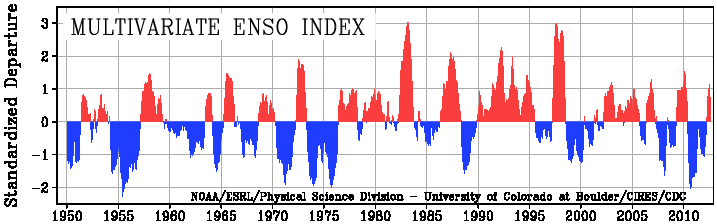 MULTIVARIATE ENSO INDEX
Standardized Departure
3
2
1
0
-1
-2
NOAA/ESRL/Physical Science Division - University of Colorado at Boulder/CIRES/CDC
1950 1955 1960 1965 1970 1975 1980 1985 1990 1995 2000 2005 2010